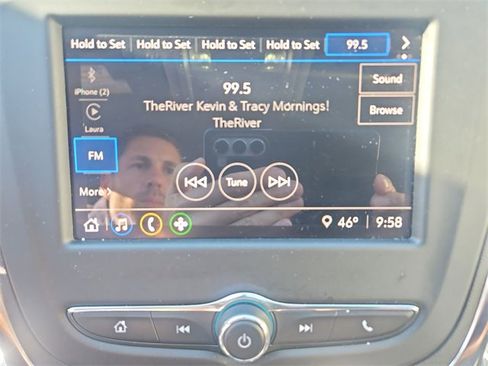 Hold to Set Hold to Set Hold to Set Hold to Set 99.5
iPhone (2)
Laura
FM
More
99.5
TheRiver Kevin & Tracy Mornings!
TheRiver
Tune
Sound
Browse
46° 9:58